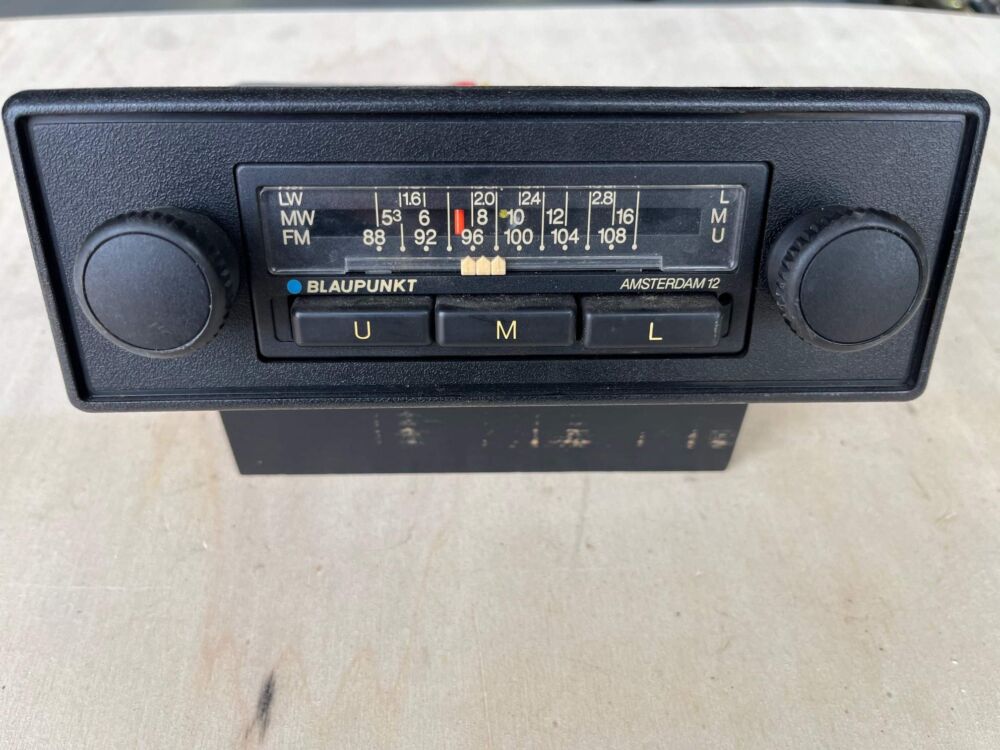 LW 1.6 2.0 2.4 2.8 L
MW 5³ 6 8 10 12 16 M
FM 88 92 96 100 104 108 U
BLAUPUNKT AMSTERDAM 12
U M L